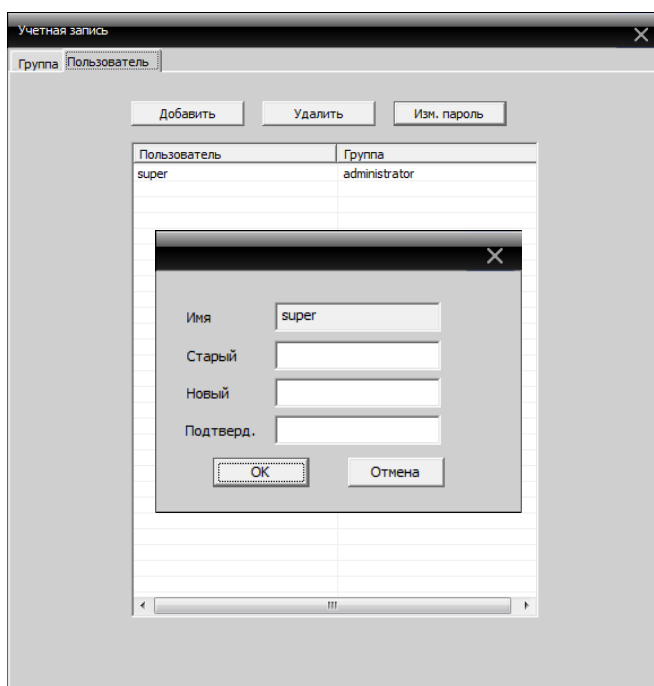 Учетная запись
Группа Пользователь
Добавить Удалить Изм. пароль
Пользователь Группа
super administrator
Имя super
Старый
Новый
Подтверд.
OK Отмена